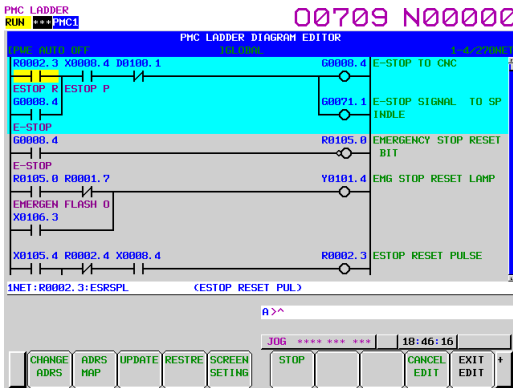 PMC LADDER
RUN *** PMC1
O0709 N00000
PMC LADDER DIAGRAM EDITOR
[PWE AUTO OFF ]GLOBAL 1-4/270NET
R0002.3 X0008.4 D0100.1 G0008.4 E-STOP TO CNC
ESTOP R ESTOP P
G0008.4 G0071.1 E-STOP SIGNAL TO SP
INDLE
E-STOP
G0008.4 R0105.0 EMERGENCY STOP RESET
BIT
E-STOP
R0105.0 R0001.7 Y0101.4 EMG STOP RESET LAMP
EMERGEN FLASH O
X0106.3
X0105.4 R0002.4 X0008.4 R0002.3 ESTOP RESET PULSE
1NET:R0002.3:ESRSPL (ESTOP RESET PUL)
A>^
JOG **** *** *** 18:46:16
CHANGE ADRS UPDATE RESTRE SCREEN STOP CANCEL EXIT +
ADRS MAP SETING EDIT EDIT